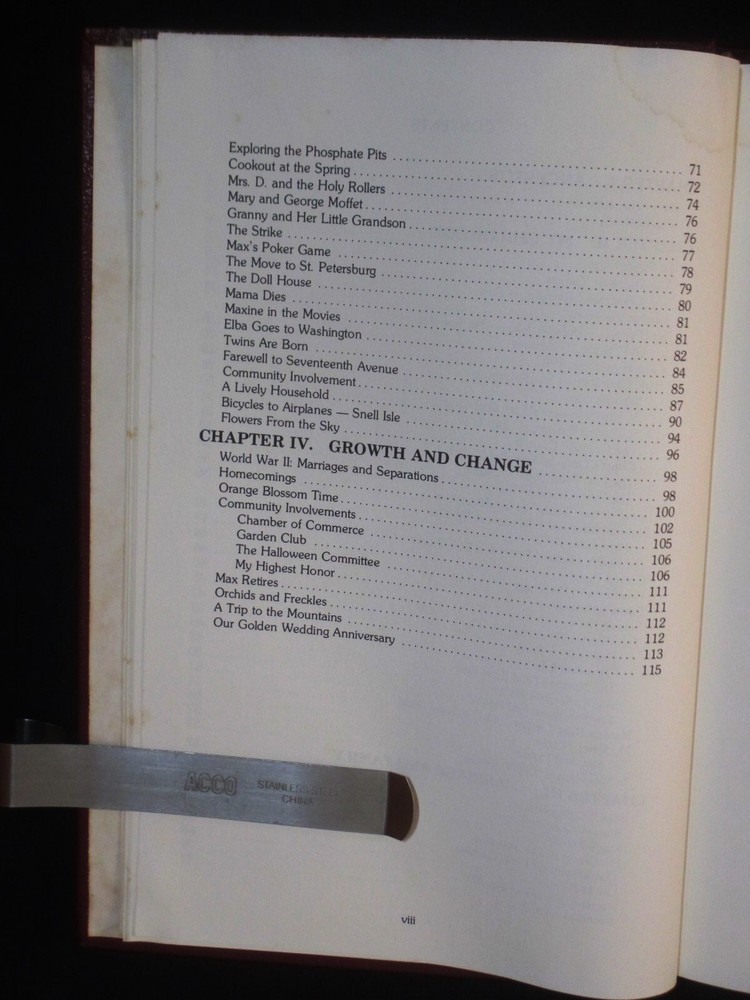 Exploring the Phosphate Pits ........ 71
Cookout at the Spring ........ 72
Mrs. D. and the Holy Rollers ........ 74
Mary and George Moffet ........ 76
Granny and Her Little Grandson ........ 76
The Strike ........ 77
Max's Poker Game ........ 78
The Move to St. Petersburg ........ 79
The Doll House ........ 80
Mama Dies ........ 81
Maxine in the Movies ........ 81
Elba Goes to Washington ........ 82
Twins Are Born ........ 84
Farewell to Seventeenth Avenue ........ 85
Community Involvement ........ 87
A Lively Household ........ 90
Bicycles to Airplanes — Snell Isle ........ 94
Flowers From the Sky ........ 96
CHAPTER IV. GROWTH AND CHANGE ........ 98
World War II: Marriages and Separations ........ 98
Homecomings ........ 100
Orange Blossom Time ........ 102
Community Involvements ........ 105
Chamber of Commerce ........ 106
Garden Club ........ 106
The Halloween Committee ........ 111
My Highest Honor ........ 111
Max Retires ........ 112
Orchids and Freckles ........ 112
A Trip to the Mountains ........ 113
Our Golden Wedding Anniversary ........ 115
ACCO
STAINLESS STEEL
CHINA
viii